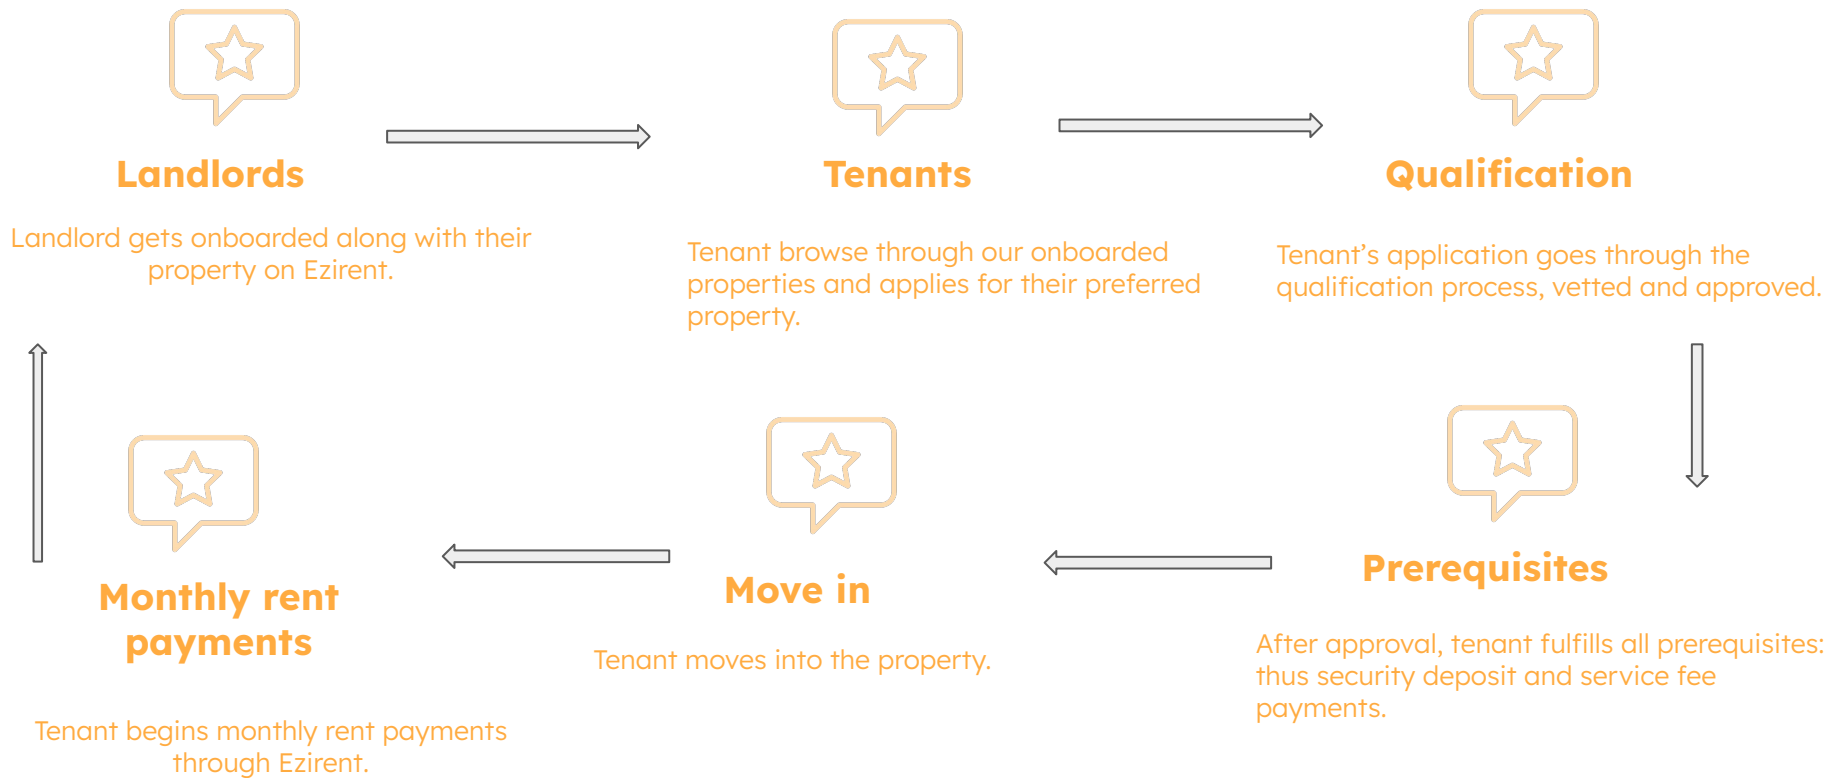 Landlords
Landlord gets onboarded along with their
property on Ezirent.
Tenants
Tenant browse through our onboarded
properties and applies for their preferred
property.
Qualification
Tenant’s application goes through the
qualification process, vetted and approved.
Prerequisites
After approval, tenant fulfills all prerequisites:
thus security deposit and service fee
payments.
Move in
Tenant moves into the property.
Monthly rent
payments
Tenant begins monthly rent payments
through Ezirent.